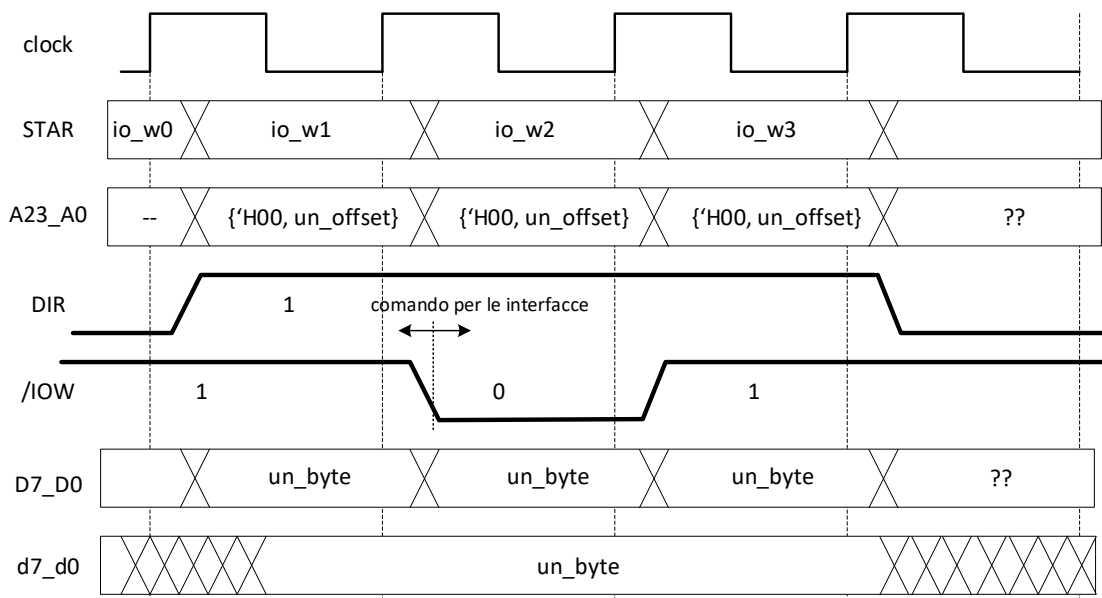 clock
STAR io_w0 io_w1 io_w2 io_w3
A23_A0 -- {‘H00, un_offset} {‘H00, un_offset} {‘H00, un_offset} ??
DIR 1 comando per le interfacce
/IOW 1 0 1
D7_D0 un_byte un_byte un_byte ??
d7_d0 un_byte